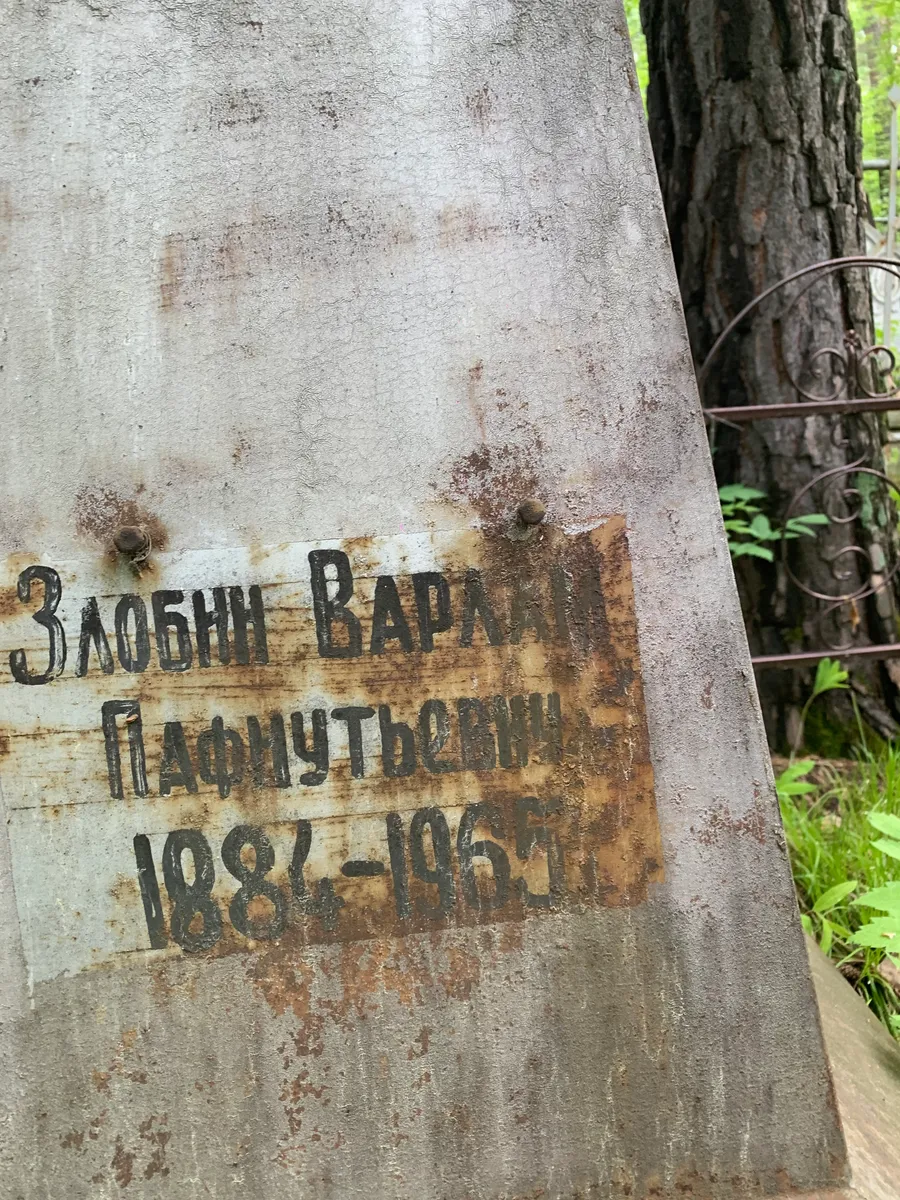 Злобин Варлам
Пафнутьевич
1884-1965